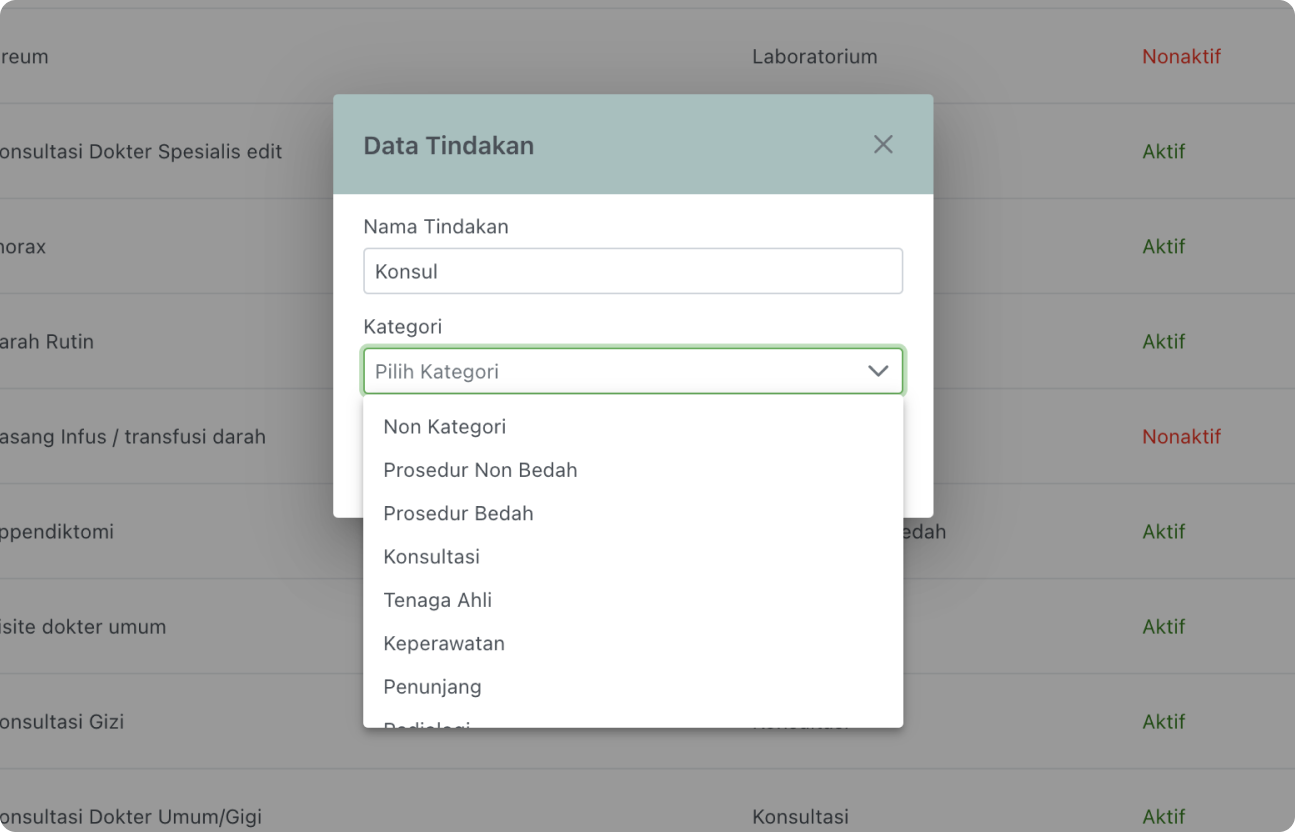 reum Laboratorium Nonaktif
onsultasi Dokter Spesialis edit Aktif
Data Tindakan
Nama Tindakan
horax Aktif
Konsul
Kategori
arah Rutin Aktif
Pilih Kategori
Non Kategori
asang Infus / transfusi darah Nonaktif
Prosedur Non Bedah
Prosedur Bedah
ppendiktomi edah Aktif
Konsultasi
Tenaga Ahli
isite dokter umum Aktif
Keperawatan
Penunjang
onsultasi Gizi Aktif
Radiologi
onsultasi Dokter Umum/Gigi Konsultasi Aktif